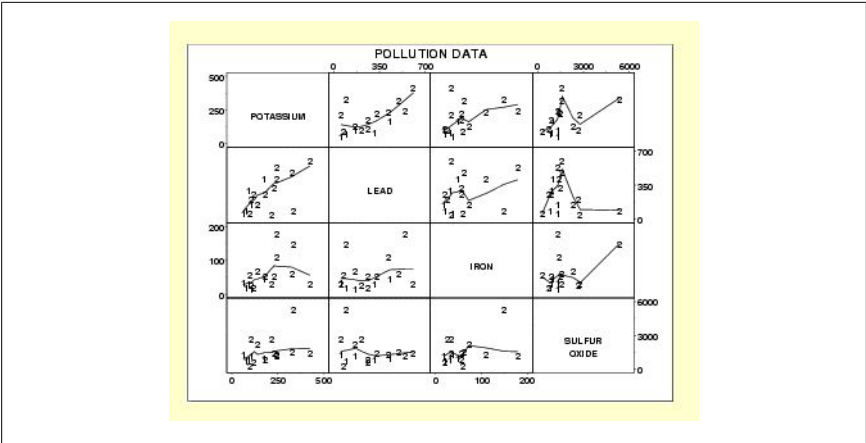 POLLUTION DATA
0 350 700 0 3000 6000
500
250
0
POTASSIUM
LEAD
700
350
0
200
100
0
IRON
SULFUR
OXIDE
6000
3000
0
0 250 500 0 100 200